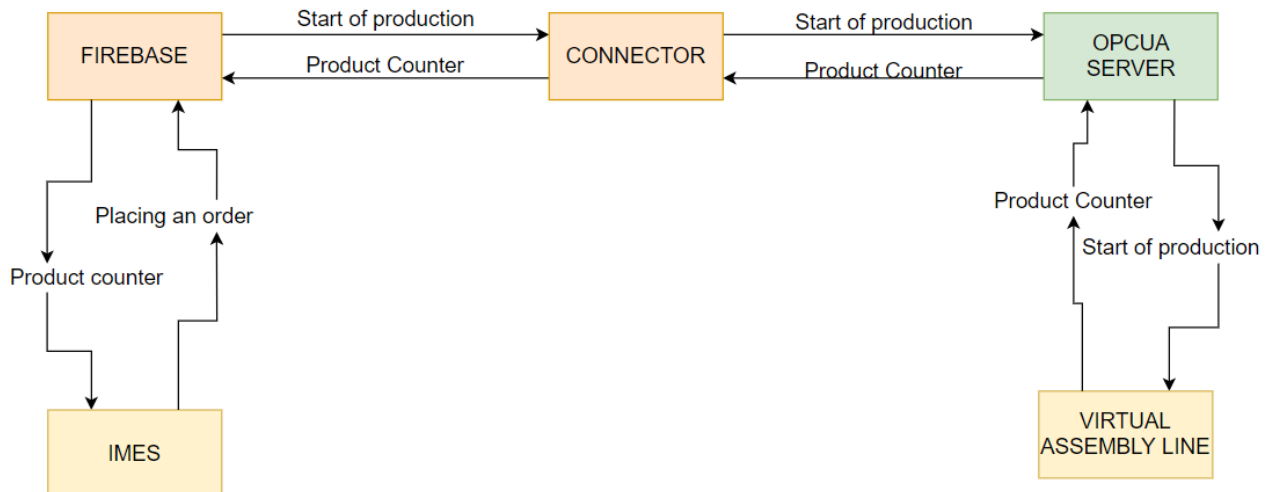 Start of production
Start of production
FIREBASE
CONNECTOR
OPCUA
SERVER
Product Counter
Product Counter
Placing an order
Product Counter
Product counter
Start of production
IMES
VIRTUAL
ASSEMBLY LINE